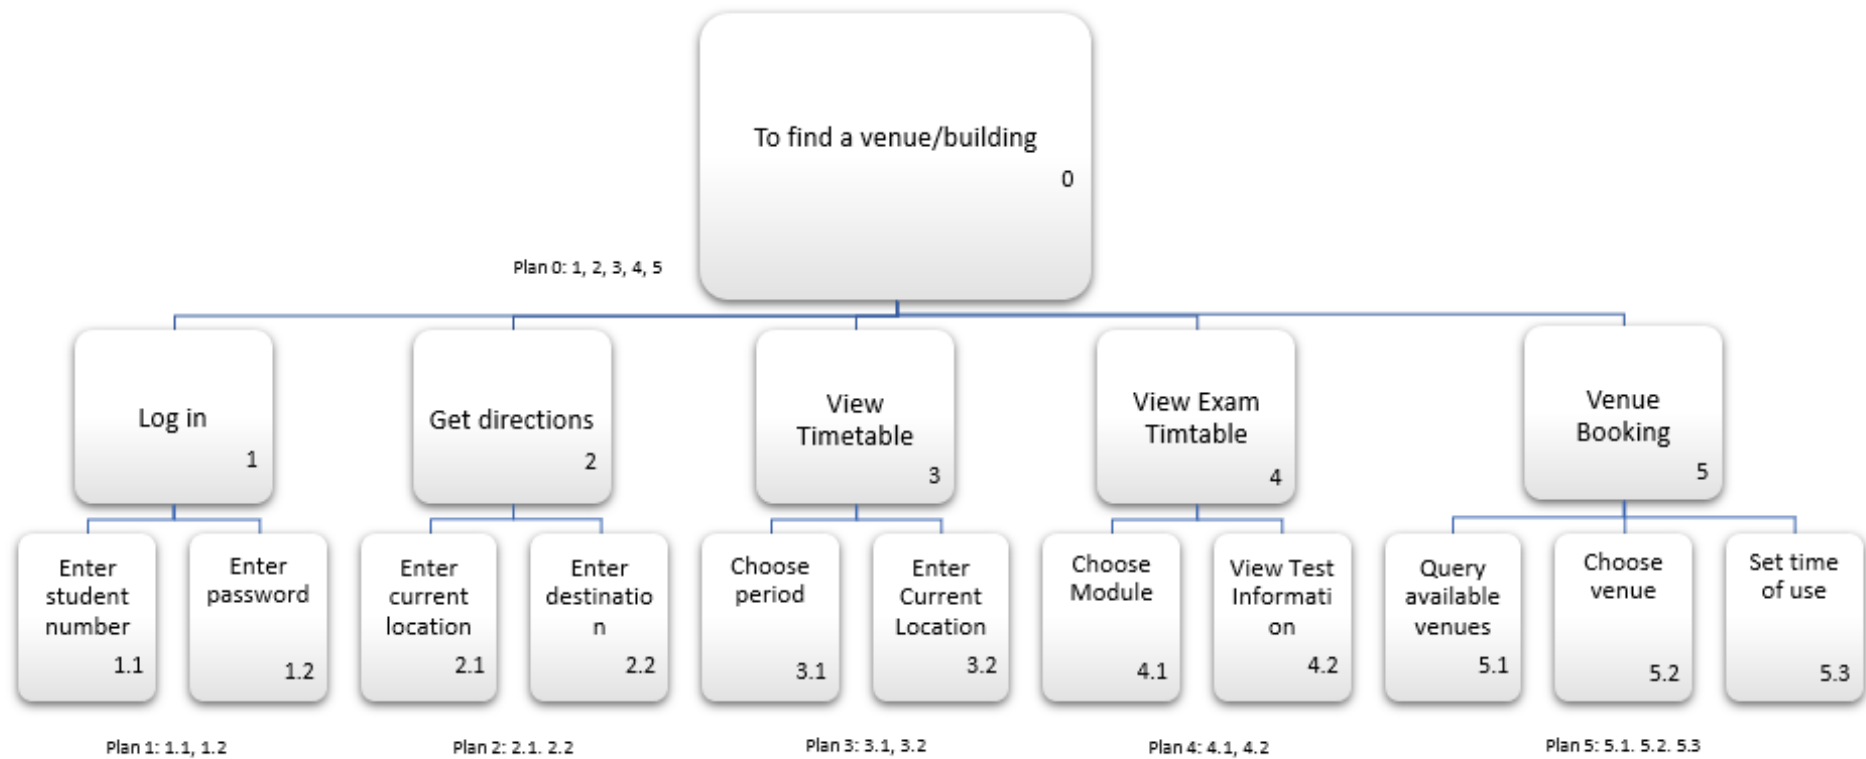 To find a venue/building
0
Plan 0: 1, 2, 3, 4, 5
Log in
1
Get directions
2
View
Timetable
3
View Exam
Timtable
4
Venue
Booking
5
Enter
student
number
1.1
Enter
password
1.2
Enter
current
location
2.1
Enter
destinatio
n
2.2
Choose
period
3.1
Enter
Current
Location
3.2
Choose
Module
4.1
View Test
Informati
on
4.2
Query
available
venues
5.1
Choose
venue
5.2
Set time
of use
5.3
Plan 1: 1.1, 1.2
Plan 2: 2.1. 2.2
Plan 3: 3.1, 3.2
Plan 4: 4.1, 4.2
Plan 5: 5.1. 5.2. 5.3